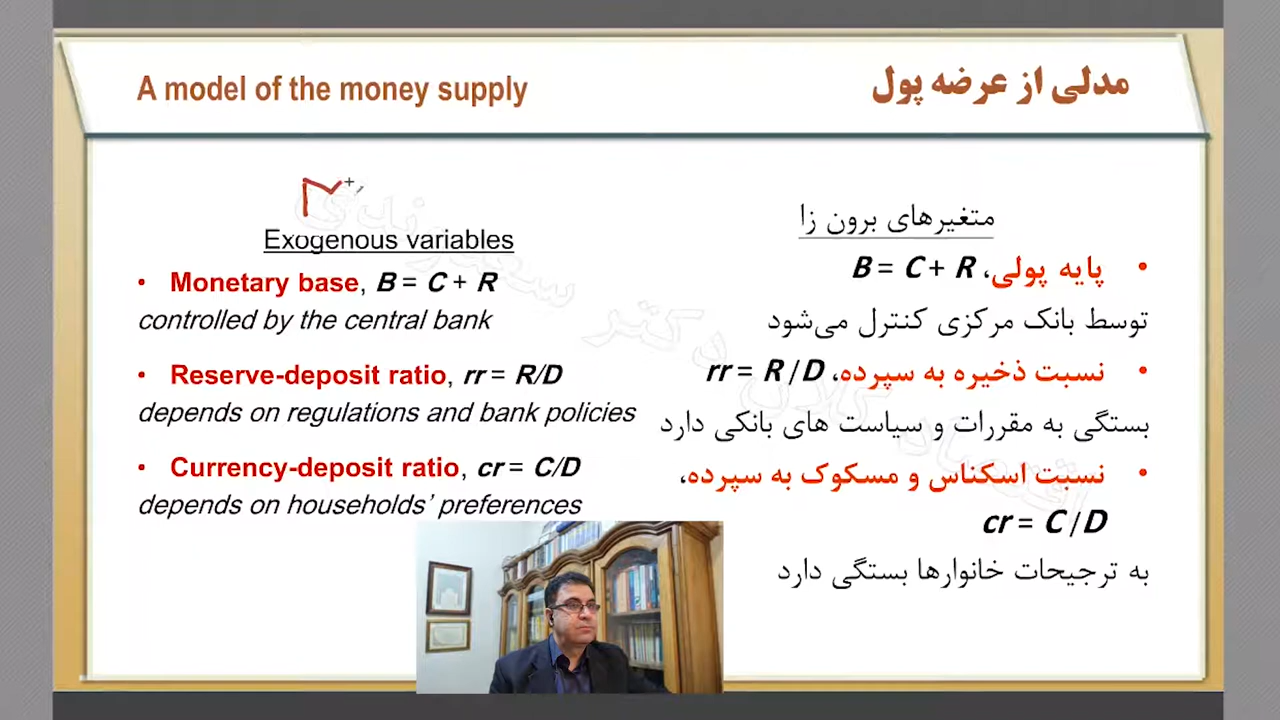 A model of the money supply
مدلی از عرضه پول
Exogenous variables
• Monetary base, B = C + R
controlled by the central bank
• Reserve-deposit ratio, rr = R/D
depends on regulations and bank policies
• Currency-deposit ratio, cr = C/D
depends on households’ preferences
متغیرهای برون زا
• پایه پولی، B = C + R
توسط بانک مرکزی کنترل می‌شود
• نسبت ذخیره به سپرده، rr = R / D
بستگی به مقررات و سیاست های بانکی دارد
• نسبت اسکناس و مسکوک به سپرده،
cr = C / D
به ترجیحات خانوارها بستگی دارد